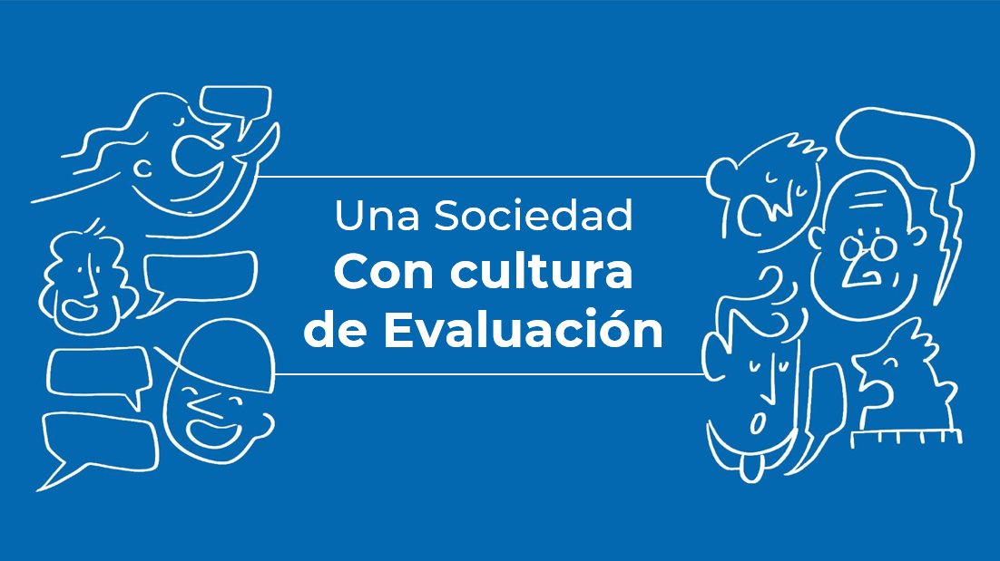 Una Sociedad
Con cultura
de Evaluación